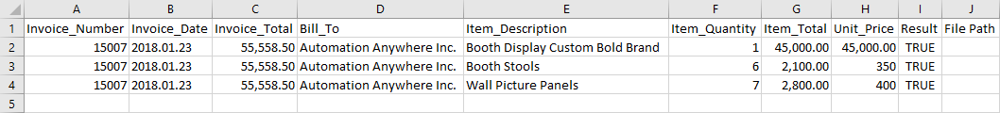 A B C D E F G H I J
1 Invoice_Number Invoice_Date Invoice_Total Bill_To Item_Description Item_Quantity Item_Total Unit_Price Result File Path
2 15007 2018.01.23 55,558.50 Automation Anywhere Inc. Booth Display Custom Bold Brand 1 45,000.00 45,000.00 TRUE
3 15007 2018.01.23 55,558.50 Automation Anywhere Inc. Booth Stools 6 2,100.00 350 TRUE
4 15007 2018.01.23 55,558.50 Automation Anywhere Inc. Wall Picture Panels 7 2,800.00 400 TRUE
5